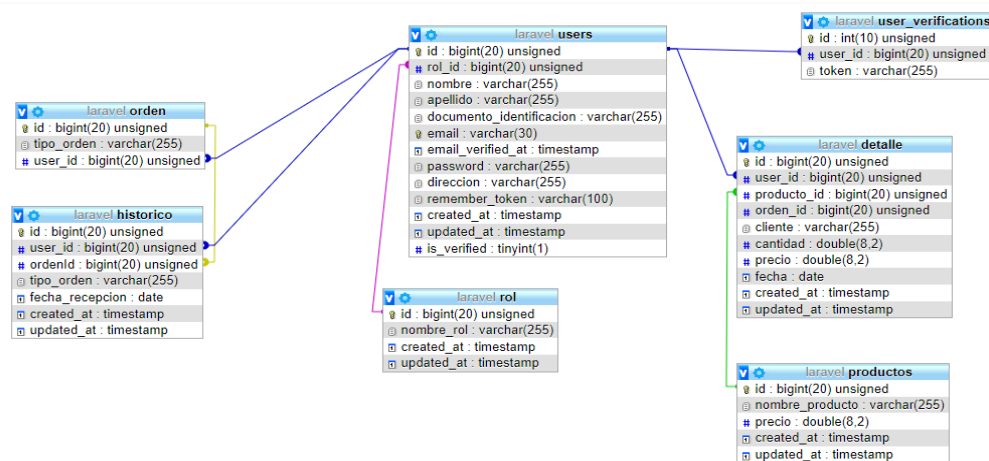 laravel users
id : bigint(20) unsigned
rol_id : bigint(20) unsigned
nombre : varchar(255)
apellido : varchar(255)
documento_identificacion : varchar(255)
email : varchar(30)
email_verified_at : timestamp
password : varchar(255)
direccion : varchar(255)
remember_token : varchar(100)
created_at : timestamp
updated_at : timestamp
is_verified : tinyint(1)
laravel user_verifications
id : int(10) unsigned
user_id : bigint(20) unsigned
token : varchar(255)
laravel orden
id : bigint(20) unsigned
tipo_orden : varchar(255)
user_id : bigint(20) unsigned
laravel historico
id : bigint(20) unsigned
user_id : bigint(20) unsigned
ordenId : bigint(20) unsigned
tipo_orden : varchar(255)
fecha_recepcion : date
created_at : timestamp
updated_at : timestamp
laravel rol
id : bigint(20) unsigned
nombre_rol : varchar(255)
created_at : timestamp
updated_at : timestamp
laravel detalle
id : bigint(20) unsigned
user_id : bigint(20) unsigned
producto_id : bigint(20) unsigned
orden_id : bigint(20) unsigned
cliente : varchar(255)
cantidad : double(8,2)
precio : double(8,2)
fecha : date
created_at : timestamp
updated_at : timestamp
laravel productos
id : bigint(20) unsigned
nombre_producto : varchar(255)
precio : double(8,2)
created_at : timestamp
updated_at : timestamp